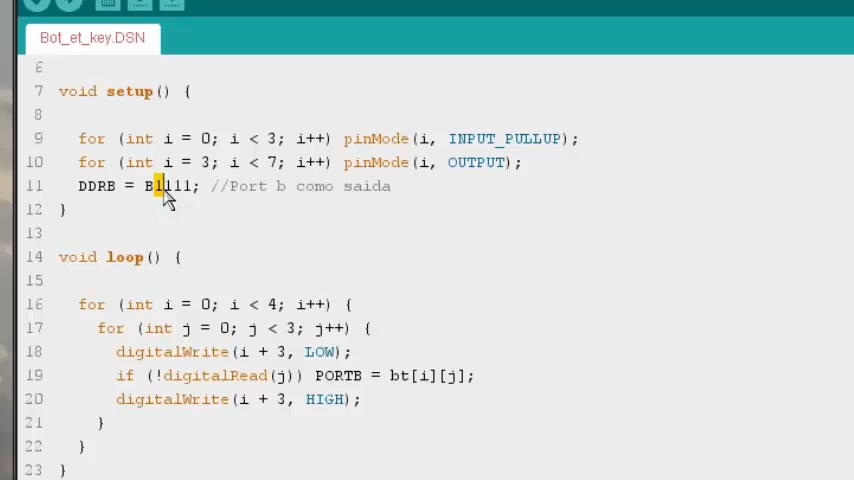 Bot_et_key.DSN
6
7 void setup() {
8
9 for (int i = 0; i < 3; i++) pinMode(i, INPUT_PULLUP);
10 for (int i = 3; i < 7; i++) pinMode(i, OUTPUT);
11 DDRB = B1111; //Port b como saida
12 }
13
14 void loop() {
15
16 for (int i = 0; i < 4; i++) {
17 for (int j = 0; j < 3; j++) {
18 digitalWrite(i + 3, LOW);
19 if (!digitalRead(j)) PORTB = bt[i][j];
20 digitalWrite(i + 3, HIGH);
21 }
22 }
23 }